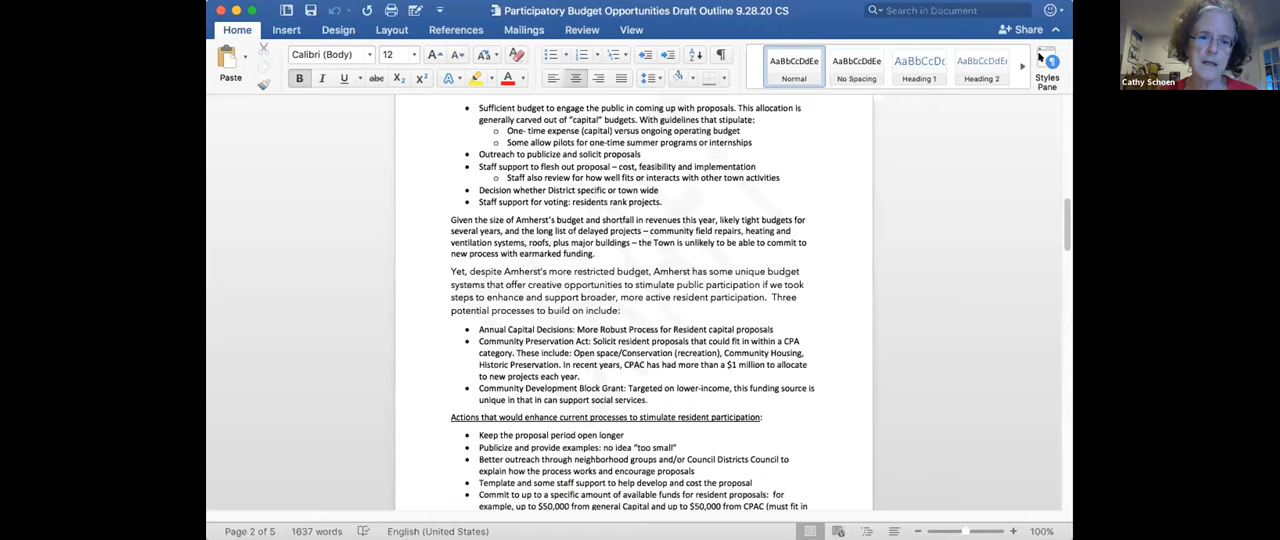 Participatory Budget Opportunities Draft Outline 9.28.20 CS
Search in Document
Home Insert Design Layout References Mailings Review View
Share
Paste
Calibri (Body) 12
AaBbCcDdEe AaBbCcDdEe AaBbCcDc AaBbCcDdEe
Normal No Spacing Heading 1 Heading 2
Styles
Pane
Cathy Schoen
• Sufficient budget to engage the public in coming up with proposals. This allocation is
generally carved out of "capital" budgets. With guidelines that stipulate:
o One- time expense (capital) versus ongoing operating budget
o Some allow pilots for one-time summer programs or internships
• Outreach to publicize and solicit proposals
• Staff support to flesh out proposal – cost, feasibility and implementation
o Staff also review for how well fits or interacts with other town activities
• Decision whether District specific or town wide
• Staff support for voting: residents rank projects.
Given the size of Amherst's budget and shortfall in revenues this year, likely tight budgets for
several years, and the long list of delayed projects – community field repairs, heating and
ventilation systems, roofs, plus major buildings – the Town is unlikely to be able to commit to
new process with earmarked funding.
Yet, despite Amherst's more restricted budget, Amherst has some unique budget
systems that offer creative opportunities to stimulate public participation if we took
steps to enhance and support broader, more active resident participation. Three
potential processes to build on include:
• Annual Capital Decisions: More Robust Process for Resident capital proposals
• Community Preservation Act: Solicit resident proposals that could fit in within a CPA
category. These include: Open space/Conservation (recreation), Community Housing,
Historic Preservation. In recent years, CPAC has had more than a $1 million to allocate
to new projects each year.
• Community Development Block Grant: Targeted on lower-income, this funding source is
unique in that in can support social services.
Actions that would enhance current processes to stimulate resident participation:
• Keep the proposal period open longer
• Publicize and provide examples: no idea "too small"
• Better outreach through neighborhood groups and/or Council Districts Council to
explain how the process works and encourage proposals
• Template and some staff support to help develop and cost the proposal
• Commit to up to a specific amount of available funds for resident proposals: for
example, up to $50,000 from general Capital and up to $50,000 from CPAC (must fit in
Page 2 of 5 1637 words English (United States) 100%